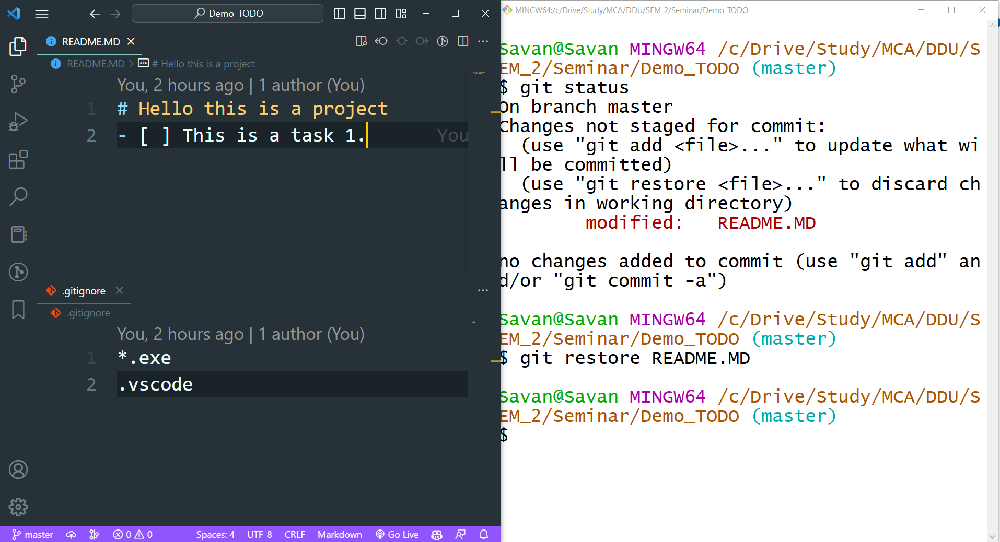 Demo_TODO
README.MD
README.MD > # Hello this is a project
You, 2 hours ago | 1 author (You)
1 # Hello this is a project
2 - [ ] This is a task 1. You
.gitignore
.gitignore
You, 2 hours ago | 1 author (You)
1 *.exe
2 .vscode
master 0 0 Spaces: 4 UTF-8 CRLF Markdown Go Live
MINGW64:/c/Drive/Study/MCA/DDU/SEM_2/Seminar/Demo_TODO
Savan@Savan MINGW64 /c/Drive/Study/MCA/DDU/S
EM_2/Seminar/Demo_TODO (master)
$ git status
On branch master
Changes not staged for commit:
(use "git add <file>..." to update what wi
ll be committed)
(use "git restore <file>..." to discard ch
anges in working directory)
modified: README.MD
no changes added to commit (use "git add" an
d/or "git commit -a")
Savan@Savan MINGW64 /c/Drive/Study/MCA/DDU/S
EM_2/Seminar/Demo_TODO (master)
$ git restore README.MD
Savan@Savan MINGW64 /c/Drive/Study/MCA/DDU/S
EM_2/Seminar/Demo_TODO (master)
$